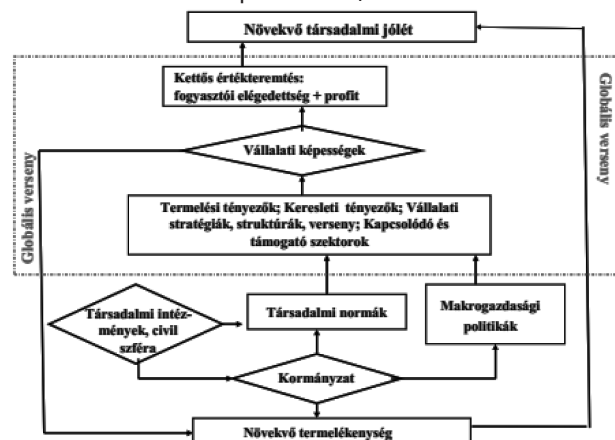 Növekvő társadalmi jólét
Kettős értékteremtés:
fogyasztói elégedettség + profit
Globális verseny
Globális verseny
Vállalati képességek
Termelési tényezők; Keresleti tényezők; Vállalati
stratégiák, struktúrák, verseny; Kapcsolódó és
támogató szektorok
Társadalmi intéz-
mények, civil
szféra
Társadalmi normák
Makrogazdasági
politikák
Kormányzat
Növekvő termelékenység